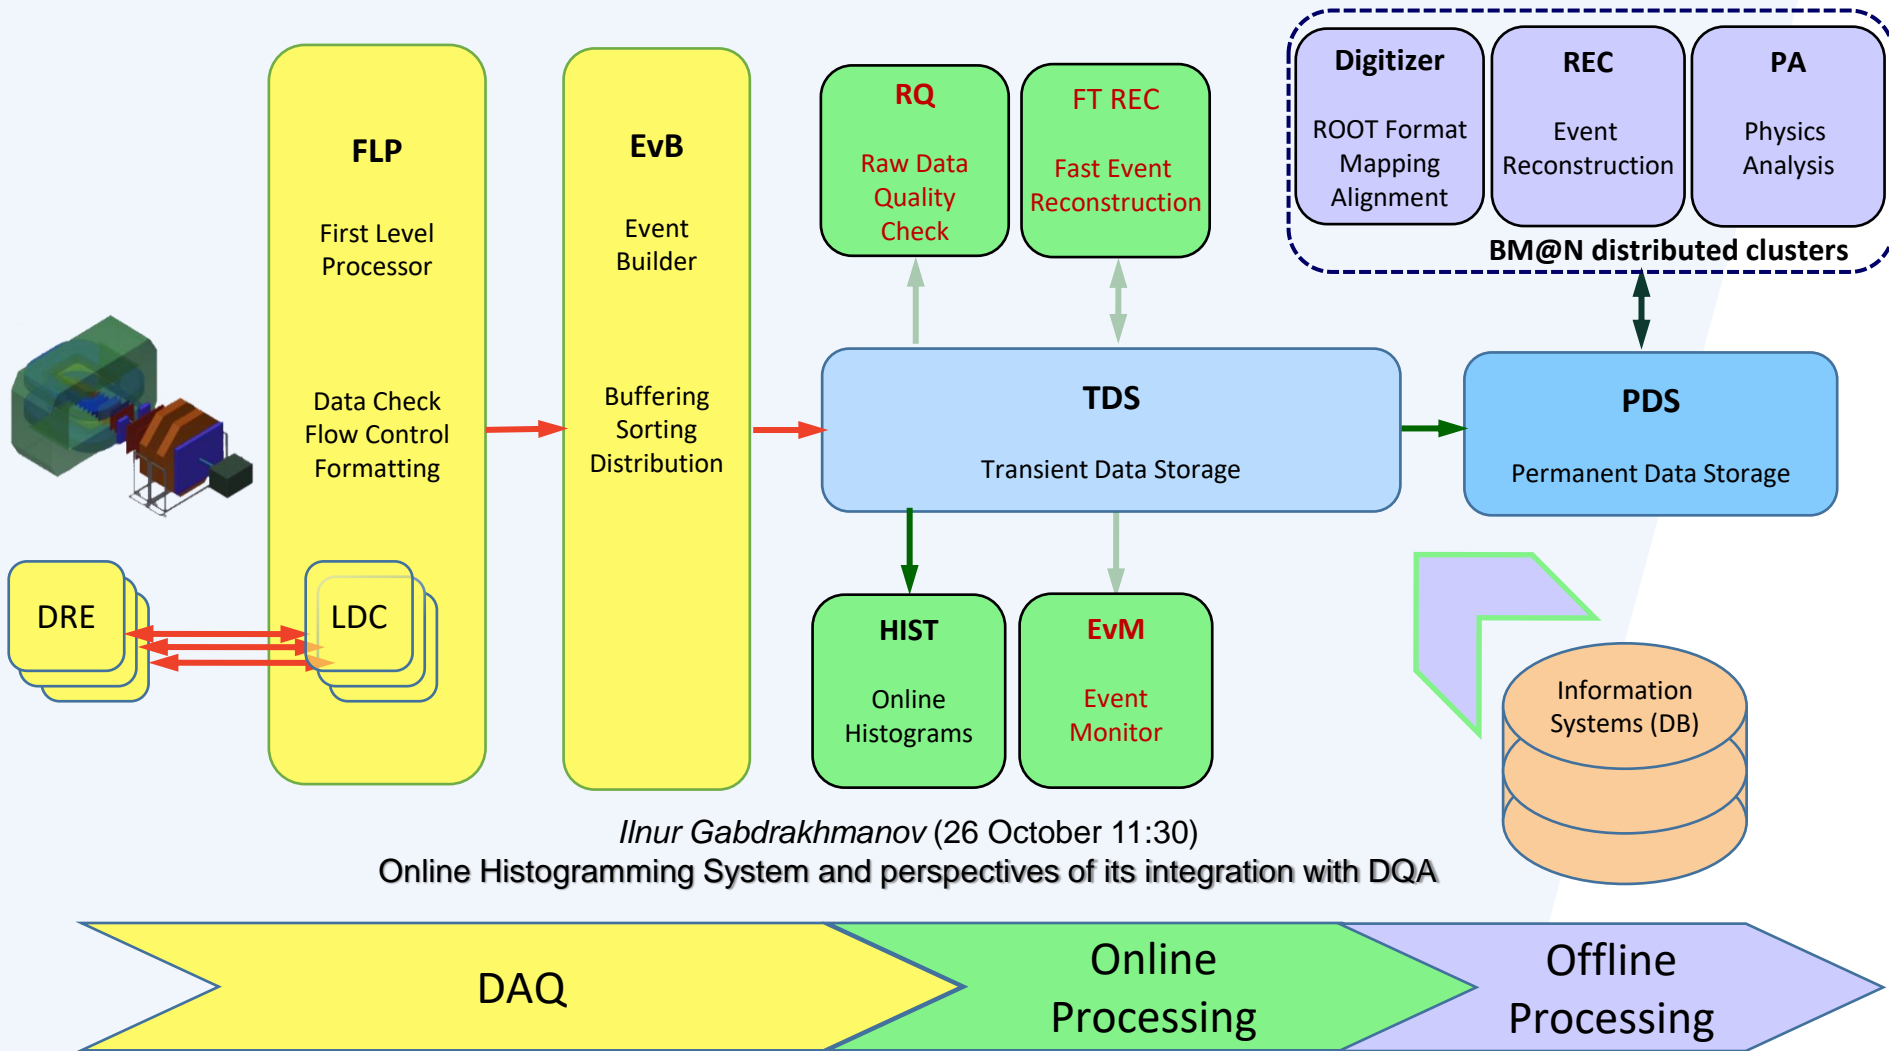 FLP
First Level
Processor
Data Check
Flow Control
Formatting
DRE
LDC
EvB
Event
Builder
Buffering
Sorting
Distribution
RQ
Raw Data
Quality
Check
FT REC
Fast Event
Reconstruction
Digitizer
ROOT Format
Mapping
Alignment
REC
Event
Reconstruction
PA
Physics
Analysis
BM@N distributed clusters
TDS
Transient Data Storage
PDS
Permanent Data Storage
HIST
Online
Histograms
EvM
Event
Monitor
Information
Systems (DB)
Ilnur Gabdrakhmanov (26 October 11:30)
Online Histogramming System and perspectives of its integration with DQA
DAQ
Online
Processing
Offline
Processing